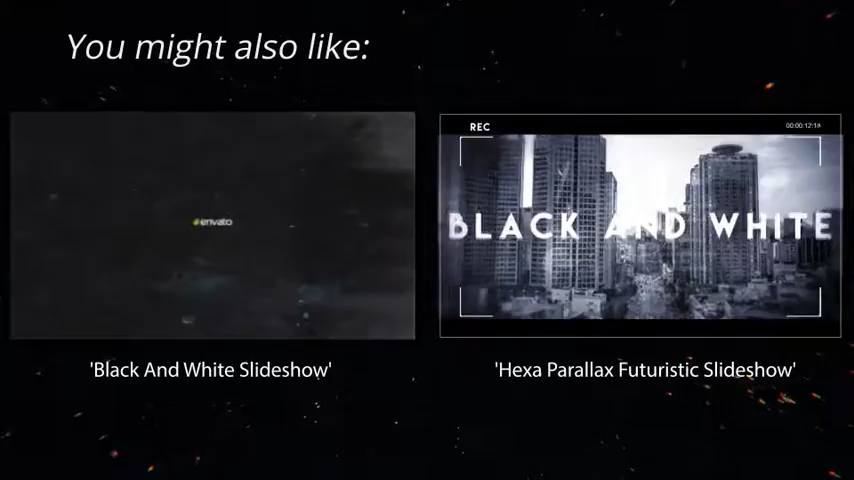 You might also like:
envato
REC
00:00:12:18
BLACK AND WHITE
'Black And White Slideshow'
'Hexa Parallax Futuristic Slideshow'